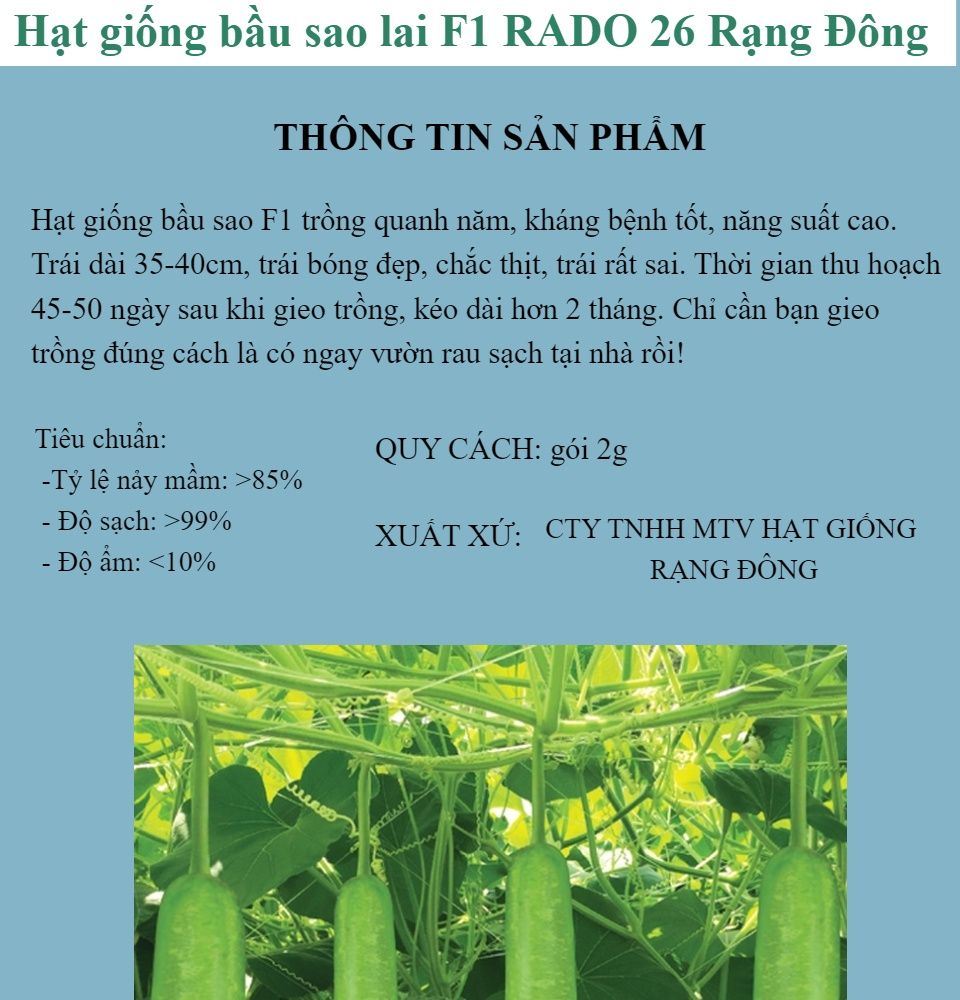 Hạt giống bầu sao lai F1 RADO 26 Rạng Đông
THÔNG TIN SẢN PHẨM
Hạt giống bầu sao F1 trồng quanh năm, kháng bệnh tốt, năng suất cao.
Trái dài 35-40cm, trái bóng đẹp, chắc thịt, trái rất sai. Thời gian thu hoạch
45-50 ngày sau khi gieo trồng, kéo dài hơn 2 tháng. Chỉ cần bạn gieo
trồng đúng cách là có ngay vườn rau sạch tại nhà rồi!
Tiêu chuẩn:
-Tỷ lệ nảy mầm: >85%
- Độ sạch: >99%
- Độ ẩm: <10%
QUY CÁCH: gói 2g
XUẤT XỨ: CTY TNHH MTV HẠT GIỐNG
RẠNG ĐÔNG